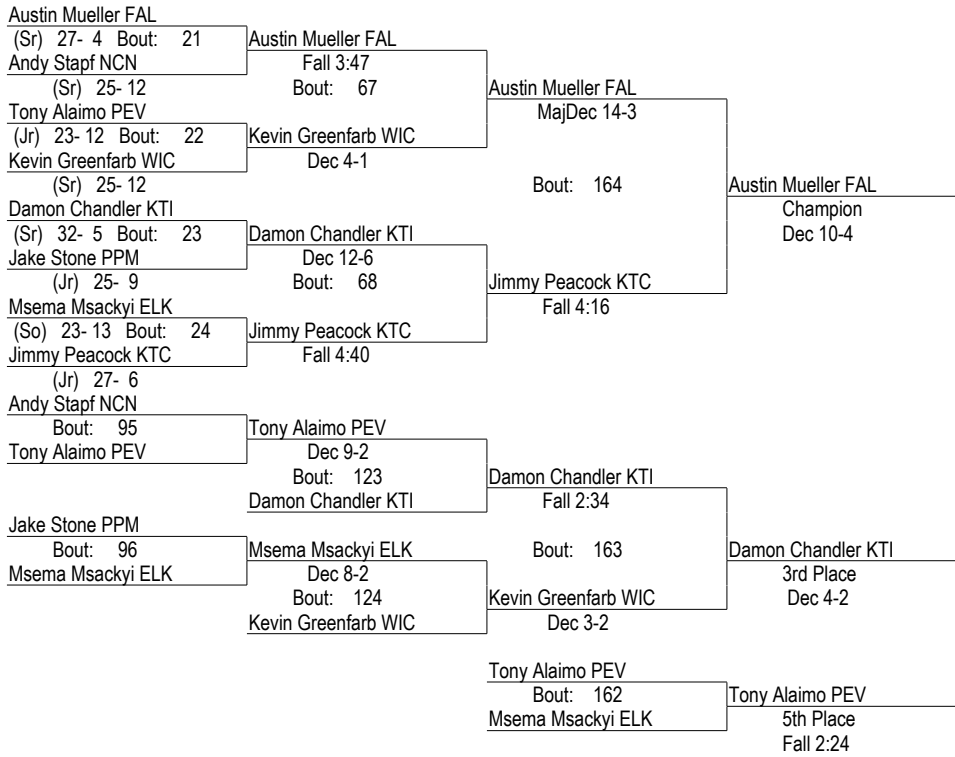 Austin Mueller FAL
(Sr) 27- 4 Bout: 21 Austin Mueller FAL
Andy Stapf NCN Fall 3:47
(Sr) 25- 12 Bout: 67 Austin Mueller FAL
Tony Alaimo PEV MajDec 14-3
(Jr) 23- 12 Bout: 22 Kevin Greenfarb WIC
Kevin Greenfarb WIC Dec 4-1
(Sr) 25- 12 Bout: 164 Austin Mueller FAL
Damon Chandler KTI Champion
(Sr) 32- 5 Bout: 23 Damon Chandler KTI Dec 10-4
Jake Stone PPM Dec 12-6
(Jr) 25- 9 Bout: 68 Jimmy Peacock KTC
Msema Msackyi ELK Fall 4:16
(So) 23- 13 Bout: 24 Jimmy Peacock KTC
Jimmy Peacock KTC Fall 4:40
(Jr) 27- 6
Andy Stapf NCN
Bout: 95 Tony Alaimo PEV
Tony Alaimo PEV Dec 9-2
Bout: 123 Damon Chandler KTI
Damon Chandler KTI Fall 2:34
Jake Stone PPM
Bout: 96 Msema Msackyi ELK Bout: 163 Damon Chandler KTI
Msema Msackyi ELK Dec 8-2 3rd Place
Bout: 124 Kevin Greenfarb WIC Dec 4-2
Kevin Greenfarb WIC Dec 3-2
Tony Alaimo PEV
Bout: 162 Tony Alaimo PEV
Msema Msackyi ELK 5th Place
Fall 2:24